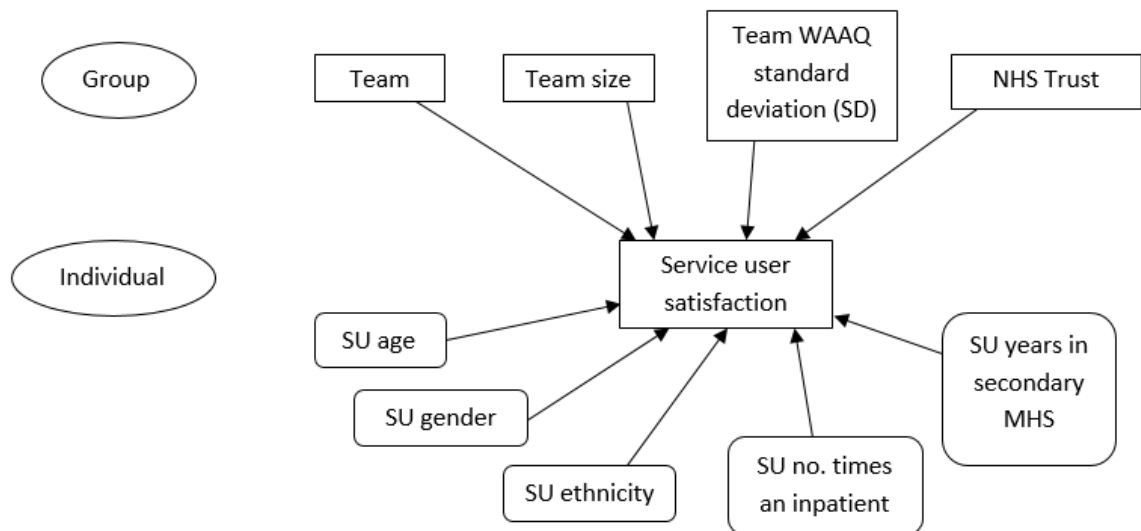 Group
Team
Team size
Team WAAQ
standard
deviation (SD)
NHS Trust
Individual
Service user
satisfaction
SU age
SU gender
SU ethnicity
SU no. times
an inpatient
SU years in
secondary
MHS